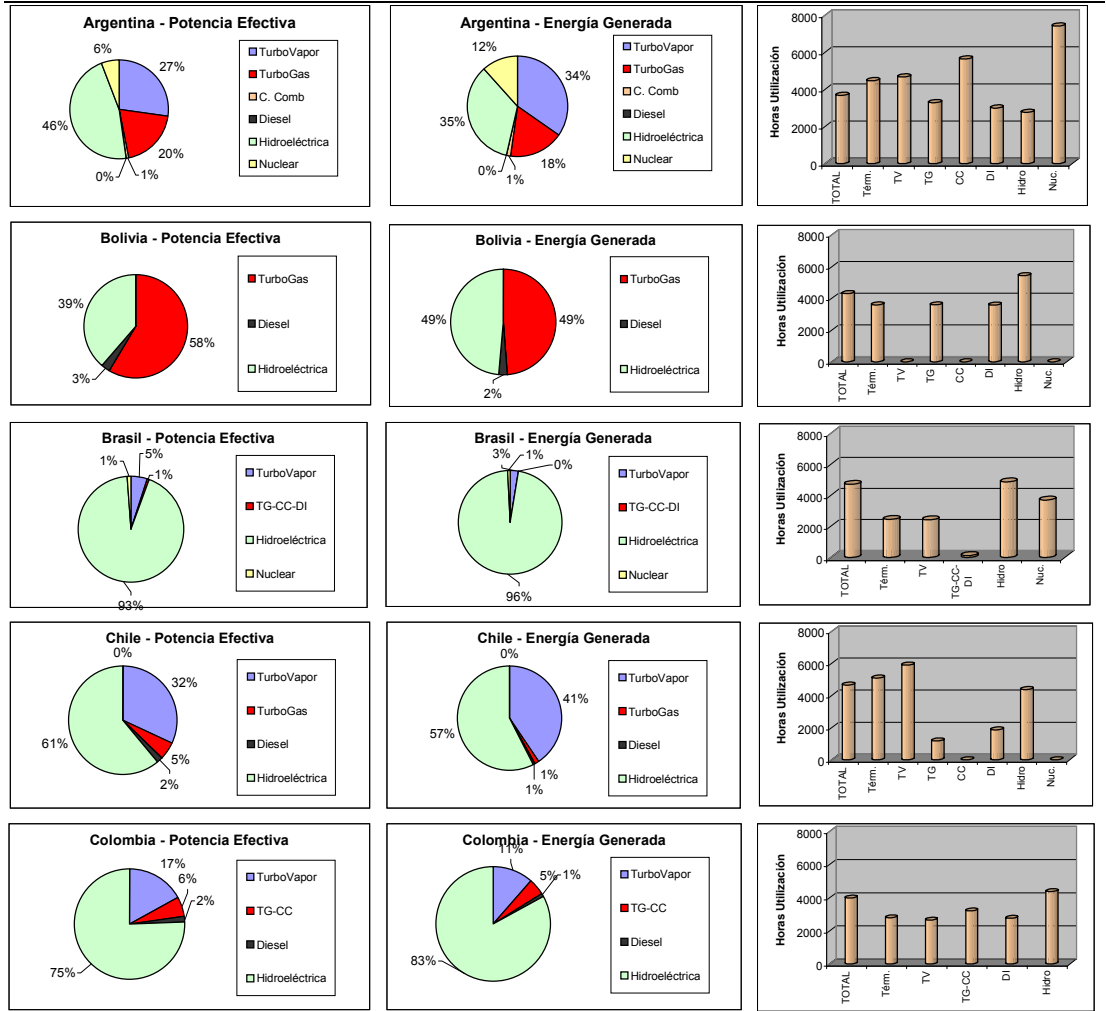 Argentina - Potencia Efectiva
6%
27%
46%
20%
0%
1%
TurboVapor
TurboGas
C. Comb
Diesel
Hidroeléctrica
Nuclear
Argentina - Energía Generada
12%
34%
35%
18%
0%
1%
TurboVapor
TurboGas
C. Comb
Diesel
Hidroeléctrica
Nuclear
Horas Utilización
8000
6000
4000
2000
0
TOTAL
Térm.
TV
TG
CC
DI
Hidro
Nuc.
Bolivia - Potencia Efectiva
39%
58%
3%
TurboGas
Diesel
Hidroeléctrica
Bolivia - Energía Generada
49%
49%
2%
TurboGas
Diesel
Hidroeléctrica
Horas Utilización
8000
6000
4000
2000
0
TOTAL
Térm.
TV
TG
CC
DI
Hidro
Nuc.
Brasil - Potencia Efectiva
1%
5%
1%
93%
TurboVapor
TG-CC-DI
Hidroeléctrica
Nuclear
Brasil - Energía Generada
3%
1%
0%
96%
TurboVapor
TG-CC-DI
Hidroeléctrica
Nuclear
Horas Utilización
8000
6000
4000
2000
0
TOTAL
Térm.
TV
TG-CC-
DI
Hidro
Nuc.
Chile - Potencia Efectiva
0%
32%
61%
5%
2%
TurboVapor
TurboGas
Diesel
Hidroeléctrica
Chile - Energía Generada
0%
41%
57%
1%
1%
TurboVapor
TurboGas
Diesel
Hidroeléctrica
Horas Utilización
8000
6000
4000
2000
0
TOTAL
Térm.
TV
TG
CC
DI
Hidro
Nuc.
Colombia - Potencia Efectiva
17%
6%
2%
75%
TurboVapor
TG-CC
Diesel
Hidroeléctrica
Colombia - Energía Generada
11%
5%
1%
83%
TurboVapor
TG-CC
Diesel
Hidroeléctrica
Horas Utilización
8000
6000
4000
2000
0
TOTAL
Térm.
TV
TG-CC
DI
Hidro